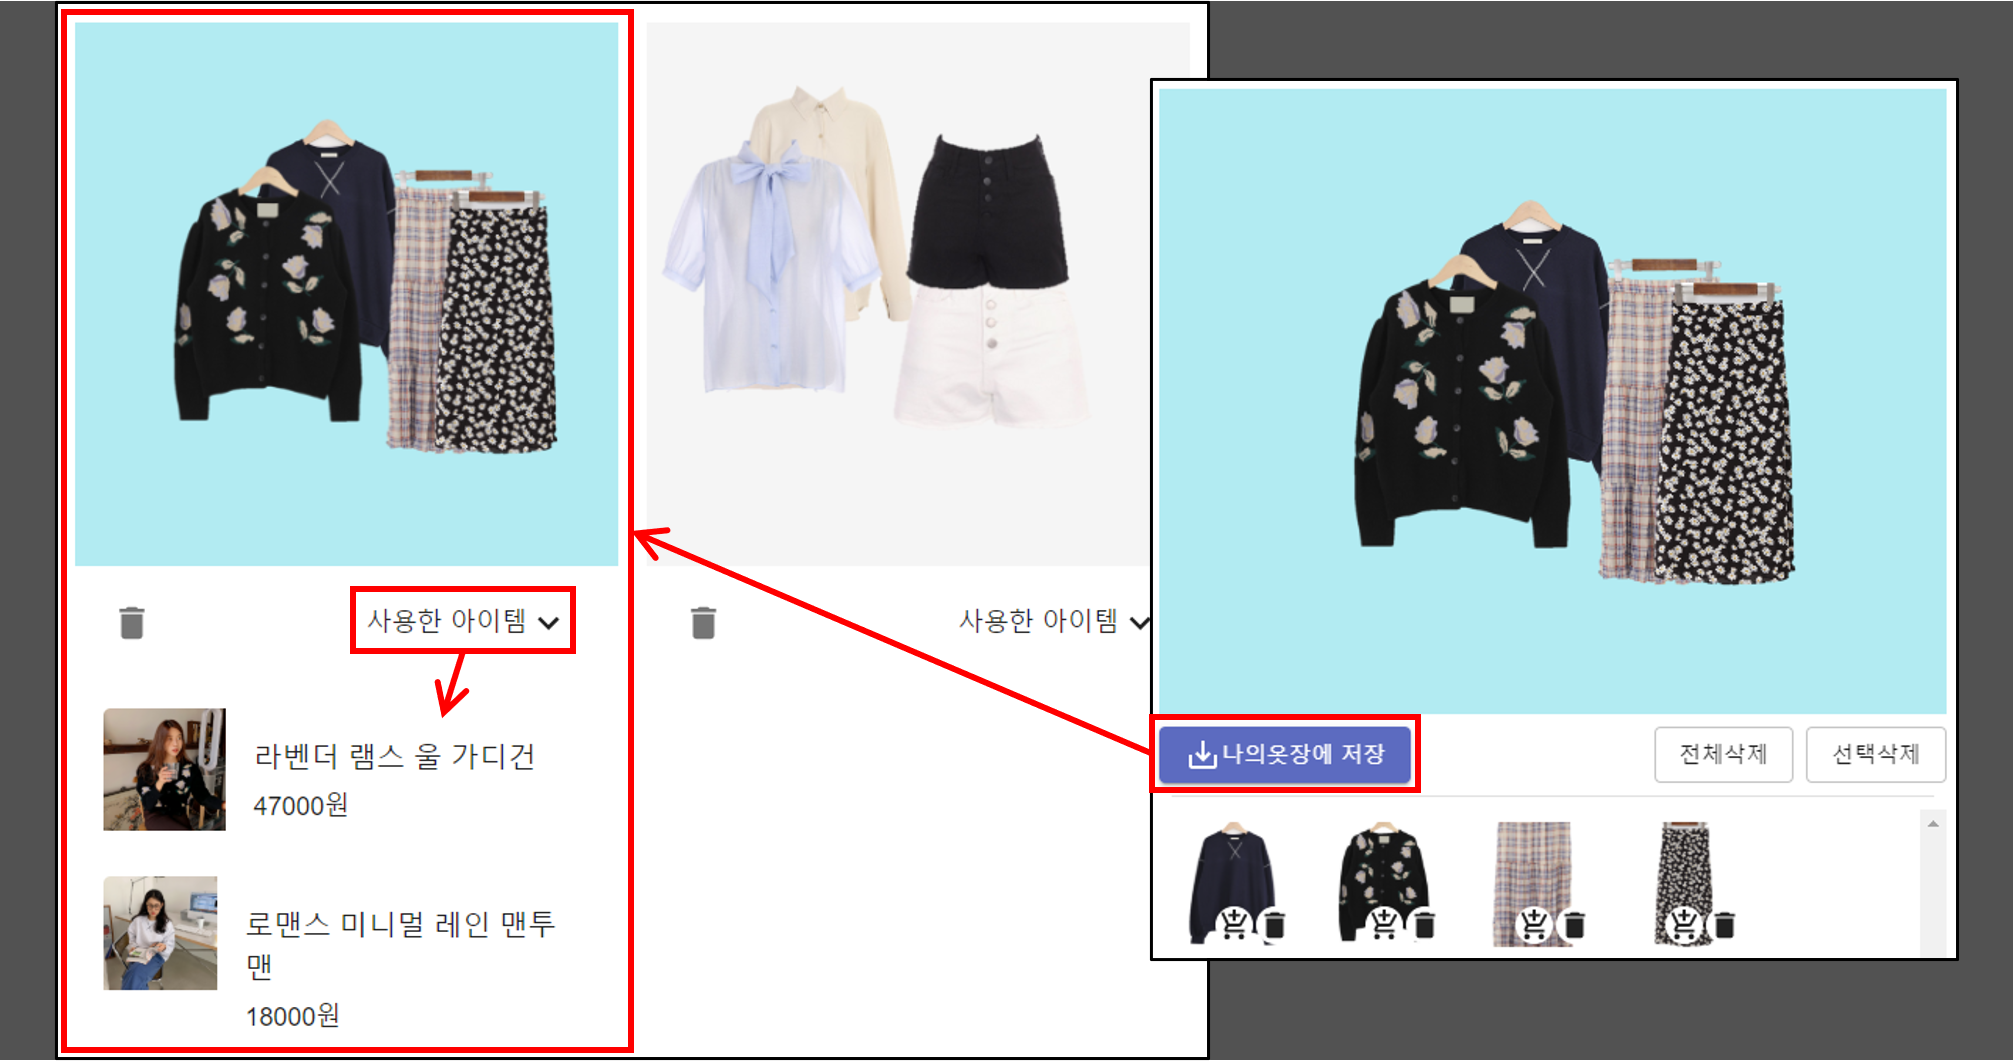 사용한 아이템
라벤더 램스 울 가디건
47000원
로맨스 미니멀 레인 맨투
맨
18000원
사용한 아이템
나의옷장에 저장
전체삭제
선택삭제